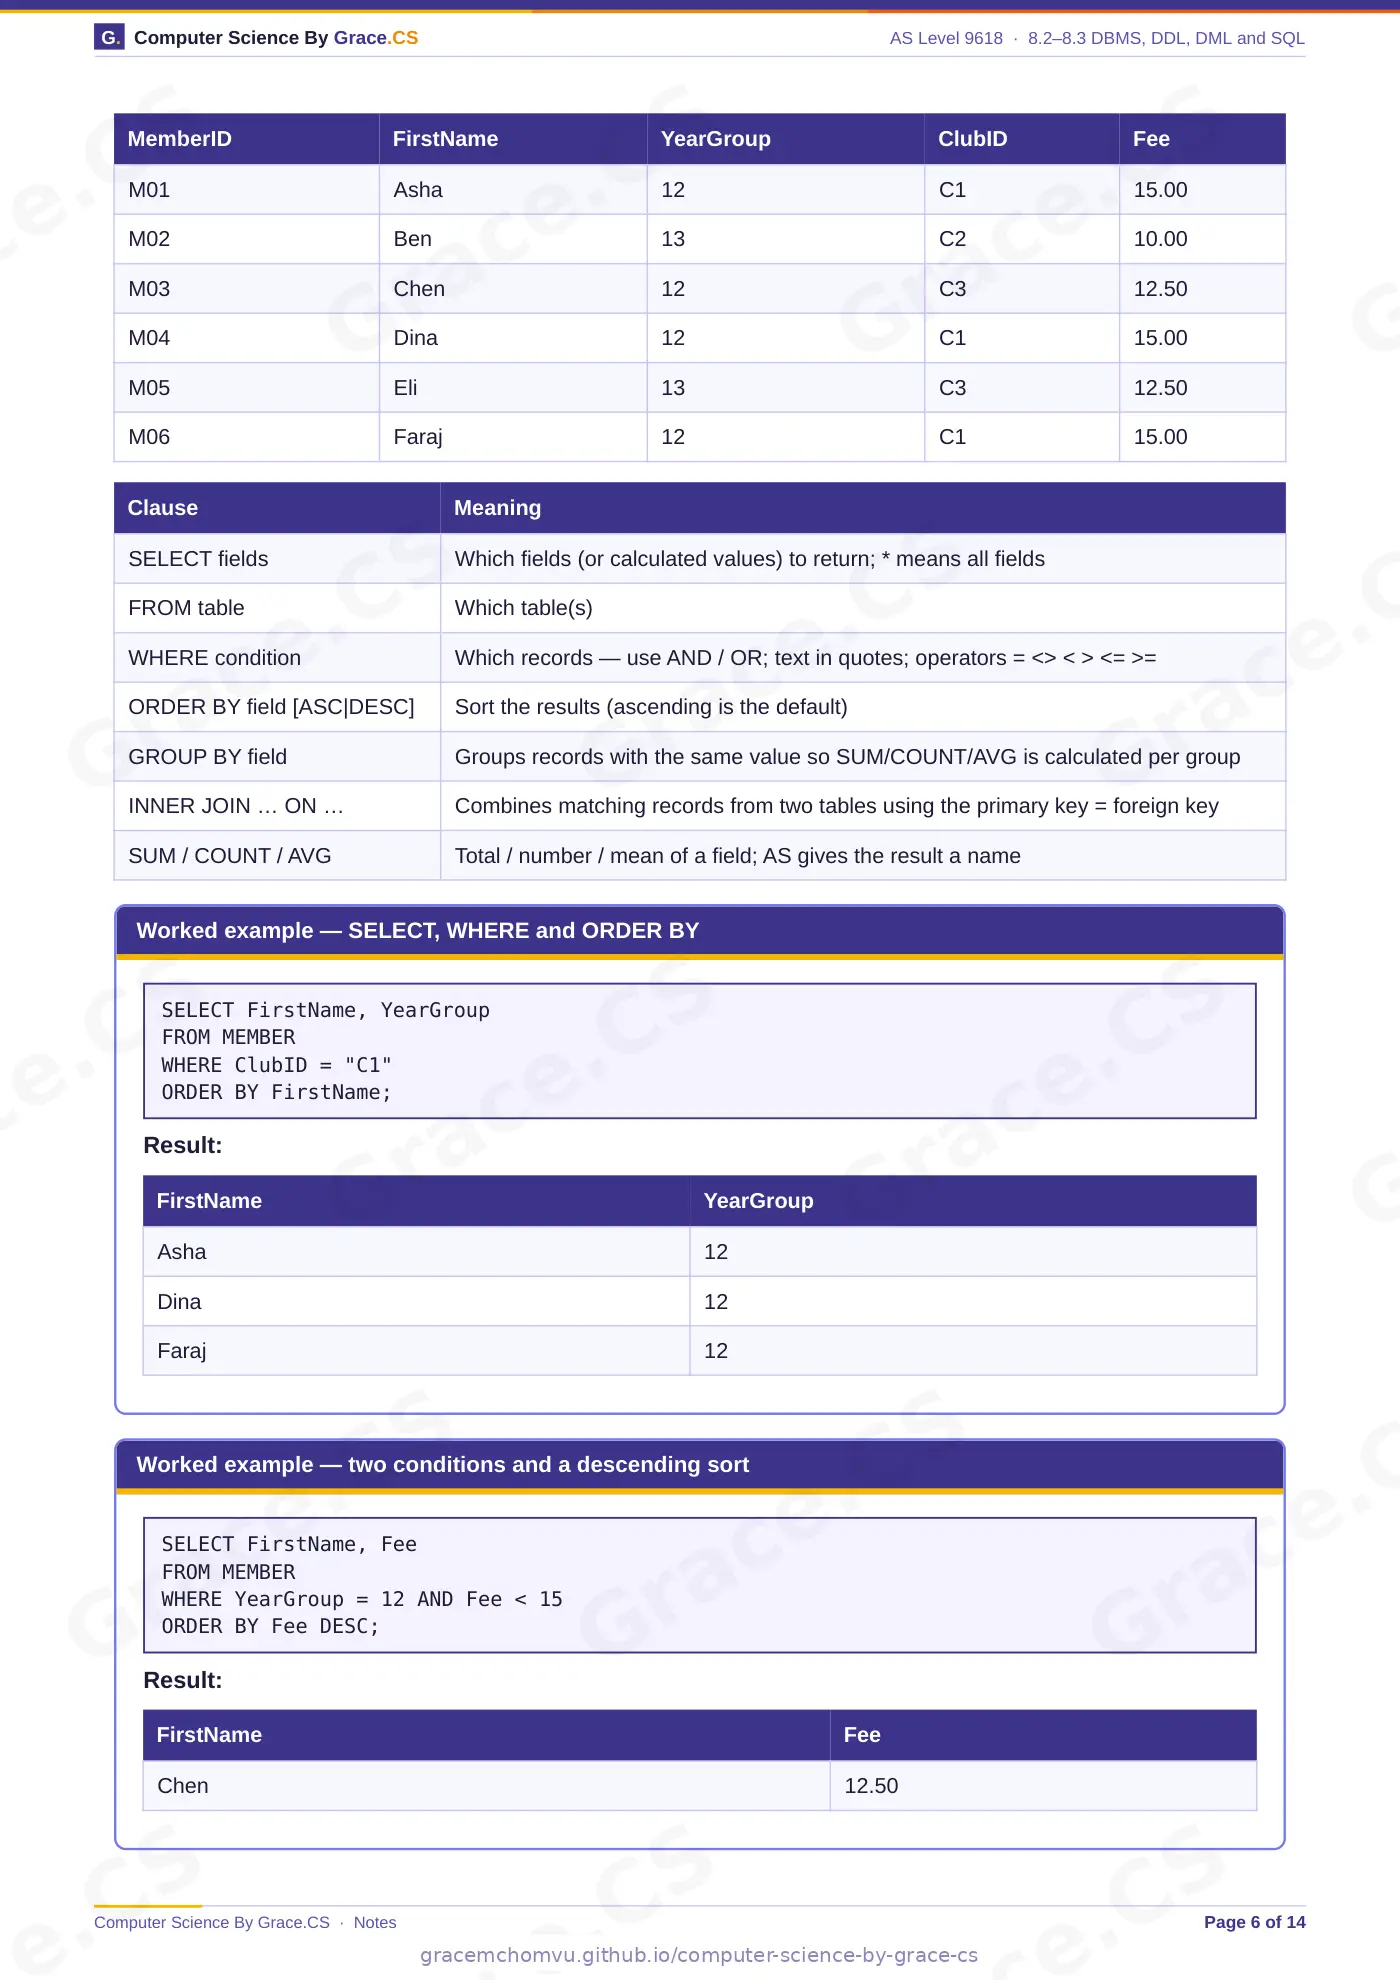 G. Computer Science By Grace.CS
AS Level 9618 · 8.2–8.3 DBMS, DDL, DML and SQL
MemberID FirstName YearGroup ClubID Fee
M01 Asha 12 C1 15.00
M02 Ben 13 C2 10.00
M03 Chen 12 C3 12.50
M04 Dina 12 C1 15.00
M05 Eli 13 C3 12.50
M06 Faraj 12 C1 15.00
Clause Meaning
SELECT fields Which fields (or calculated values) to return; * means all fields
FROM table Which table(s)
WHERE condition Which records — use AND / OR; text in quotes; operators = <> < > <= >=
ORDER BY field [ASC|DESC] Sort the results (ascending is the default)
GROUP BY field Groups records with the same value so SUM/COUNT/AVG is calculated per group
INNER JOIN … ON … Combines matching records from two tables using the primary key = foreign key
SUM / COUNT / AVG Total / number / mean of a field; AS gives the result a name
Worked example — SELECT, WHERE and ORDER BY
SELECT FirstName, YearGroup
FROM MEMBER
WHERE ClubID = "C1"
ORDER BY FirstName;
Result:
FirstName YearGroup
Asha 12
Dina 12
Faraj 12
Worked example — two conditions and a descending sort
SELECT FirstName, Fee
FROM MEMBER
WHERE YearGroup = 12 AND Fee < 15
ORDER BY Fee DESC;
Result:
FirstName Fee
Chen 12.50
Computer Science By Grace.CS · Notes
Page 6 of 14
gracemchomvu.github.io/computer-science-by-grace-cs